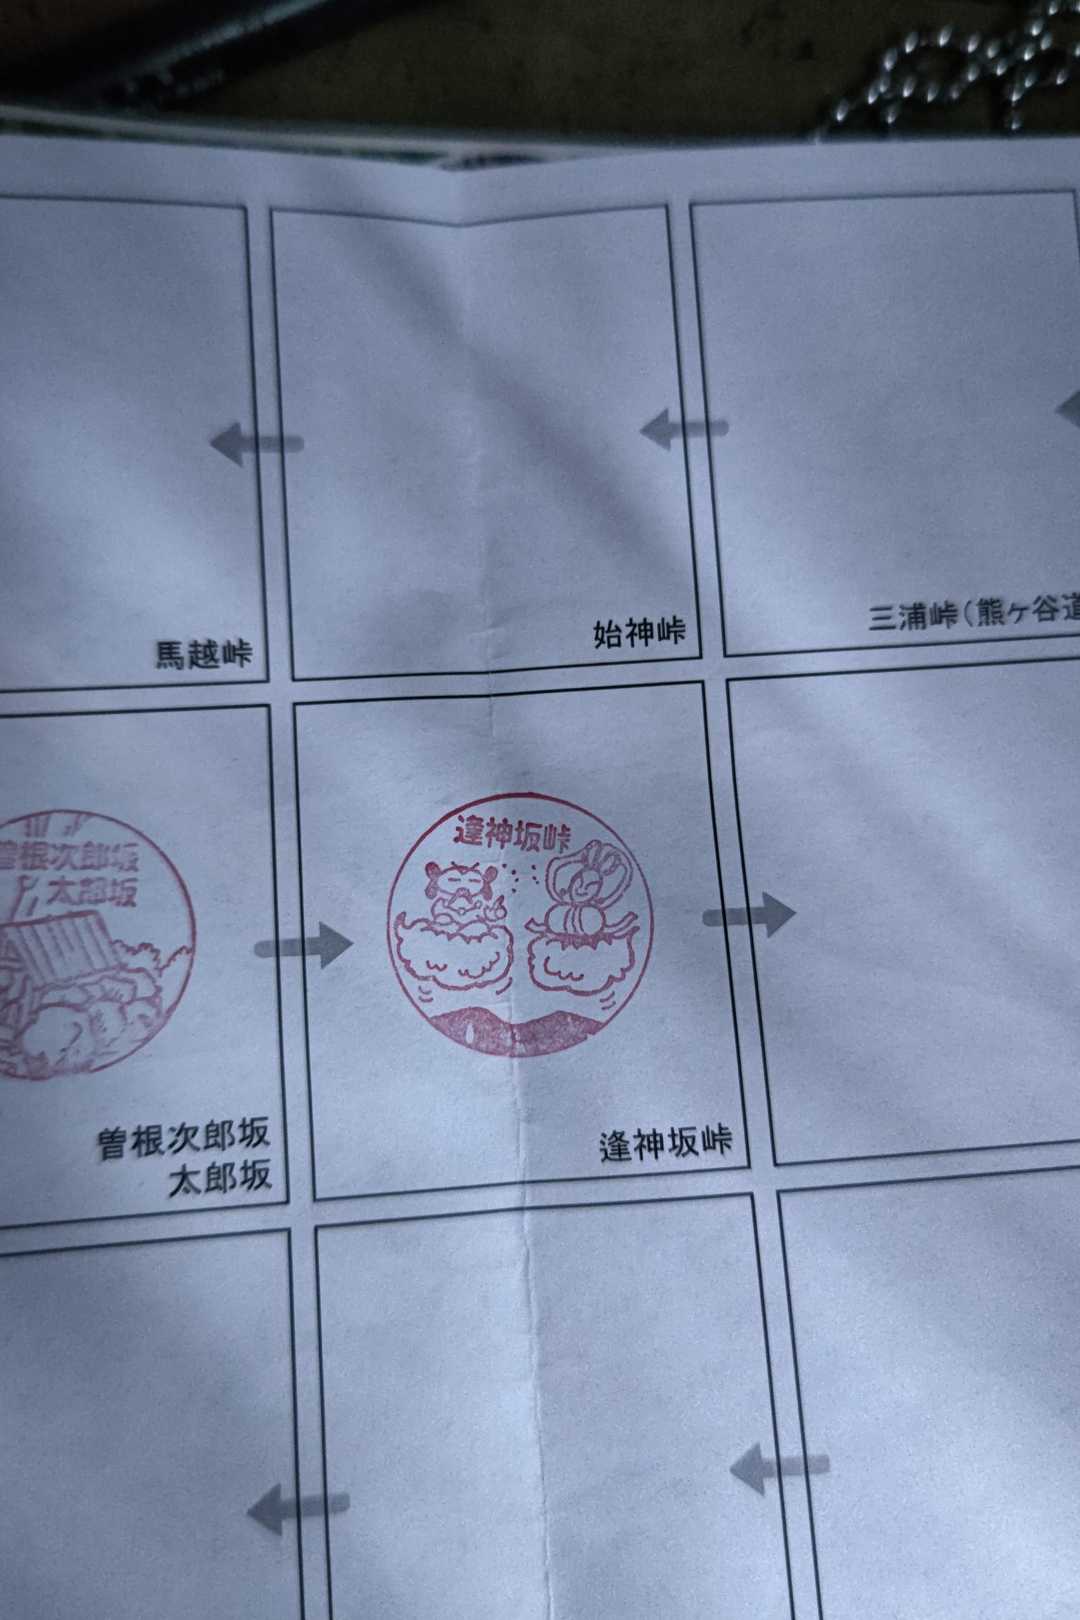 馬越峠
始神峠
三浦峠（熊ヶ谷道
曽根次郎坂
太郎坂
逢神坂峠
曽根次郎坂
太郎坂
逢神坂峠